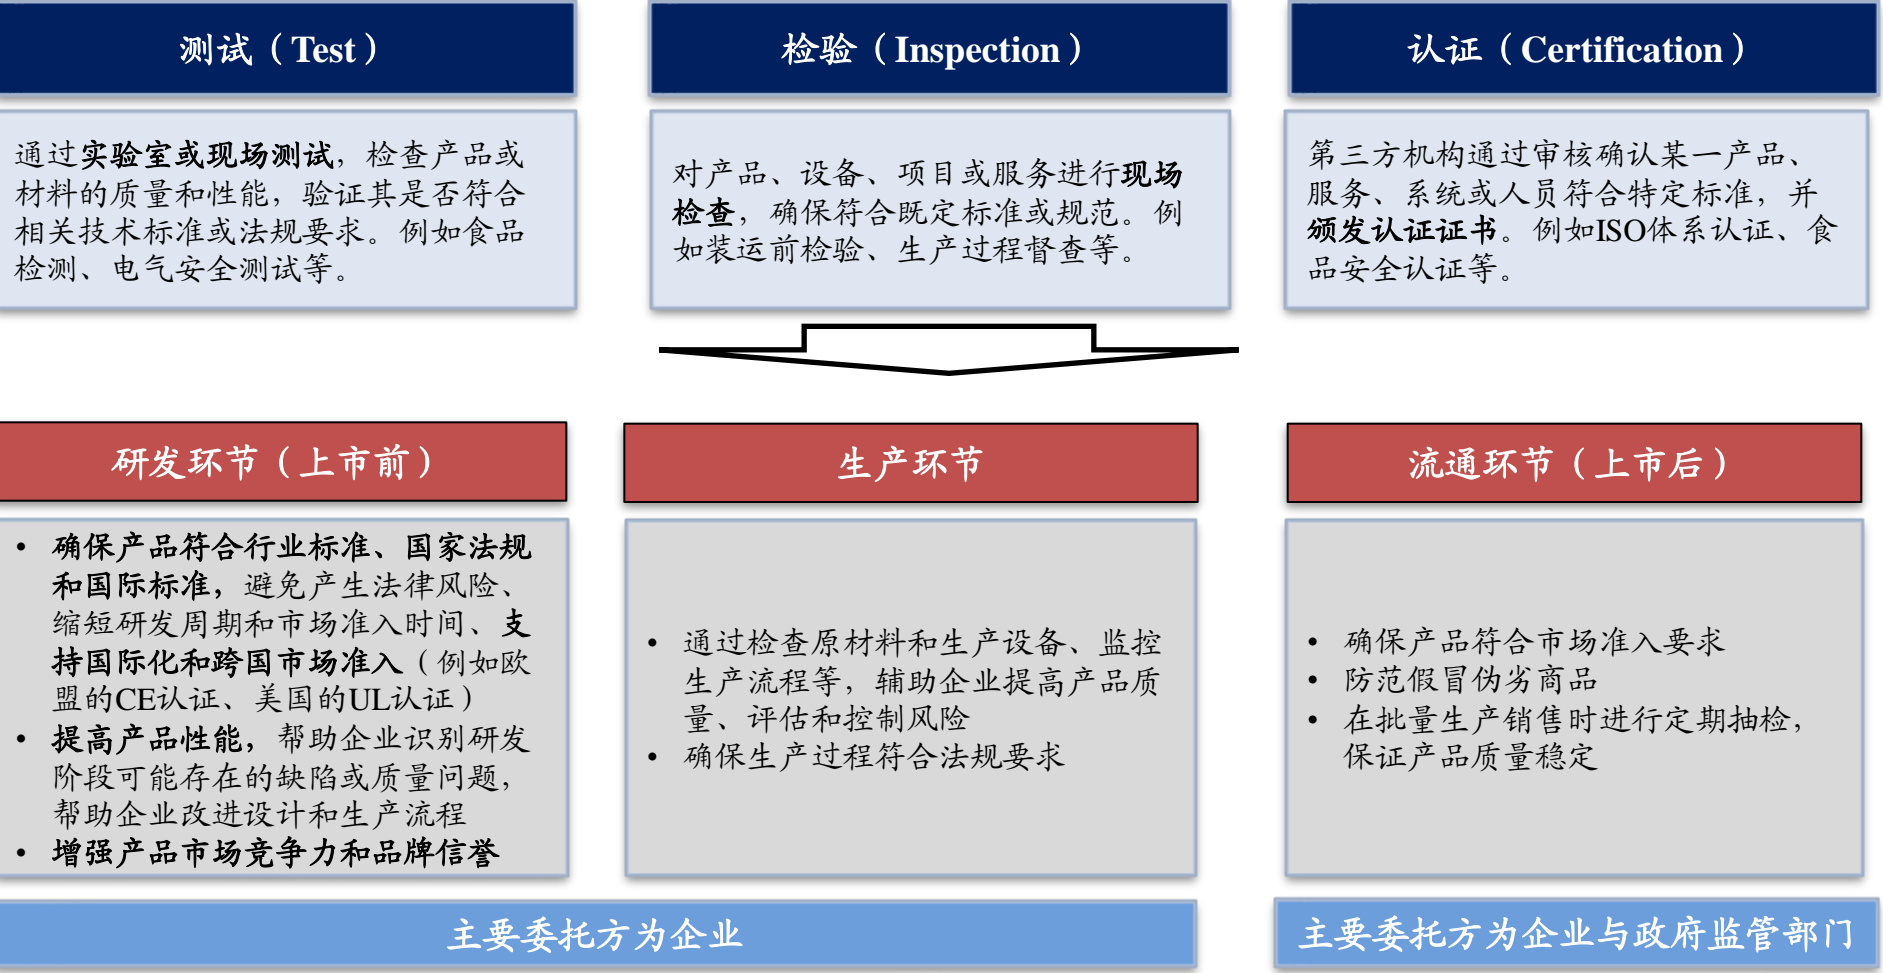 测试（Test）
通过实验室或现场测试，检查产品或
材料的质量和性能，验证其是否符合
相关技术标准或法规要求。例如食品
检测、电气安全测试等。
检验（Inspection）
对产品、设备、项目或服务进行现场
检查，确保符合既定标准或规范。例
如装运前检验、生产过程督查等。
认证（Certification）
第三方机构通过审核确认某一产品、
服务、系统或人员符合特定标准，并
颁发认证证书。例如ISO体系认证、食
品安全认证等。
研发环节（上市前）
• 确保产品符合行业标准、国家法规
和国际标准，避免产生法律风险、
缩短研发周期和市场准入时间、支
持国际化和跨国市场准入（例如欧
盟的CE认证、美国的UL认证）
• 提高产品性能，帮助企业识别研发
阶段可能存在的缺陷或质量问题，
帮助企业改进设计和生产流程
• 增强产品市场竞争力和品牌信誉
生产环节
• 通过检查原材料和生产设备、监控
生产流程等，辅助企业提高产品质
量、评估和控制风险
• 确保生产过程符合法规要求
流通环节（上市后）
• 确保产品符合市场准入要求
• 防范假冒伪劣商品
• 在批量生产销售时进行定期抽检，
保证产品质量稳定
主要委托方为企业
主要委托方为企业与政府监管部门